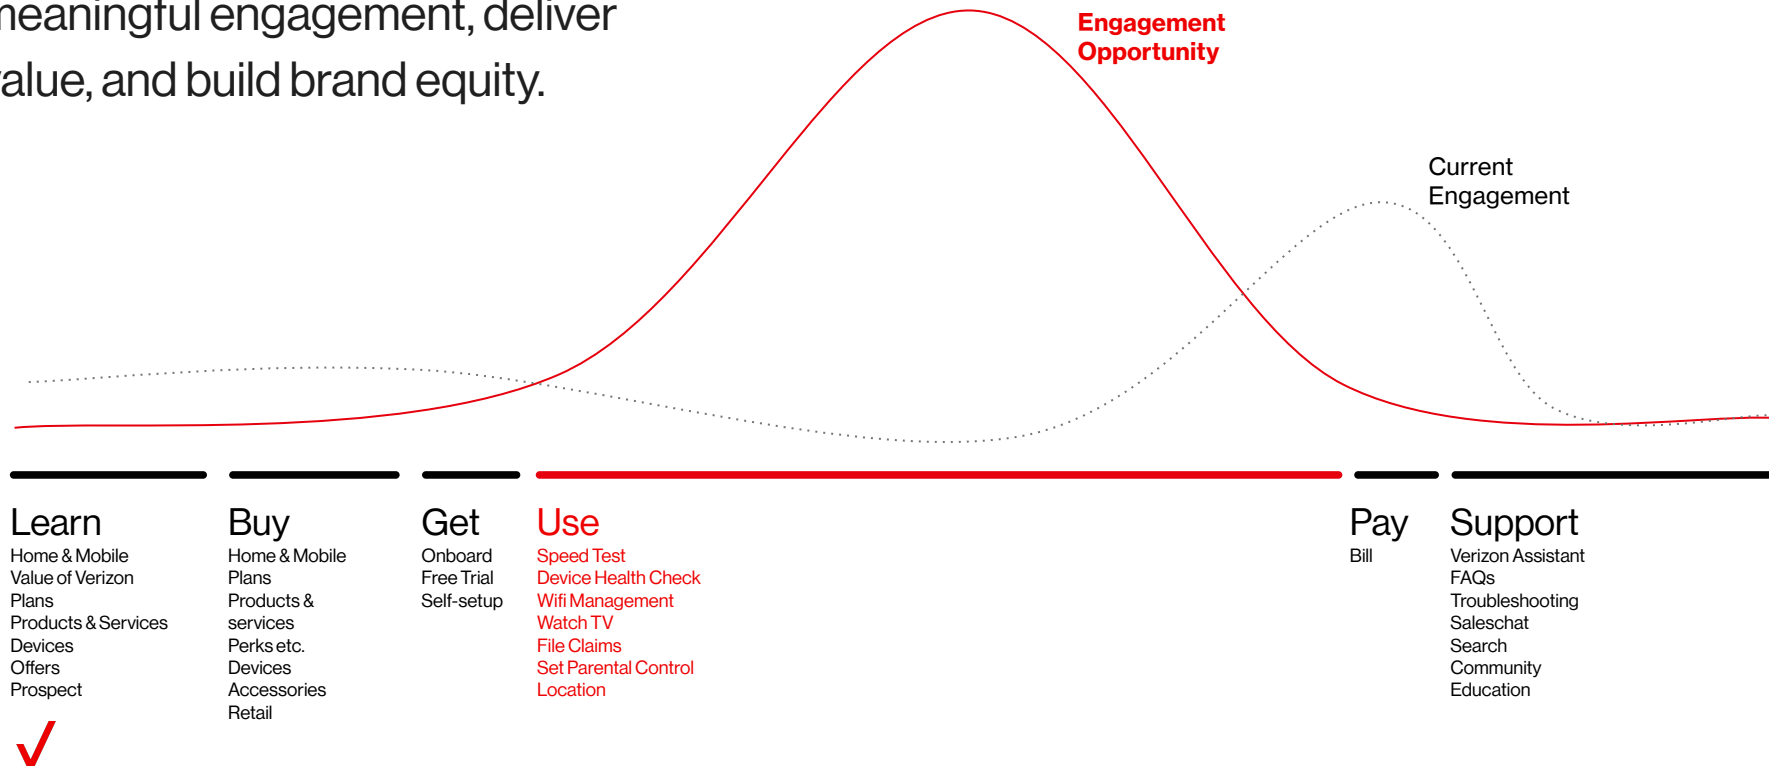 meaningful engagement, deliver
value, and build brand equity.
Engagement
Opportunity
Current
Engagement
Learn
Home & Mobile
Value of Verizon
Plans
Products & Services
Devices
Offers
Prospect
Buy
Home & Mobile
Plans
Products &
services
Perks etc.
Devices
Accessories
Retail
Get
Onboard
Free Trial
Self-setup
Use
Speed Test
Device Health Check
Wifi Management
Watch TV
File Claims
Set Parental Control
Location
Pay
Bill
Support
Verizon Assistant
FAQs
Troubleshooting
Saleschat
Search
Community
Education